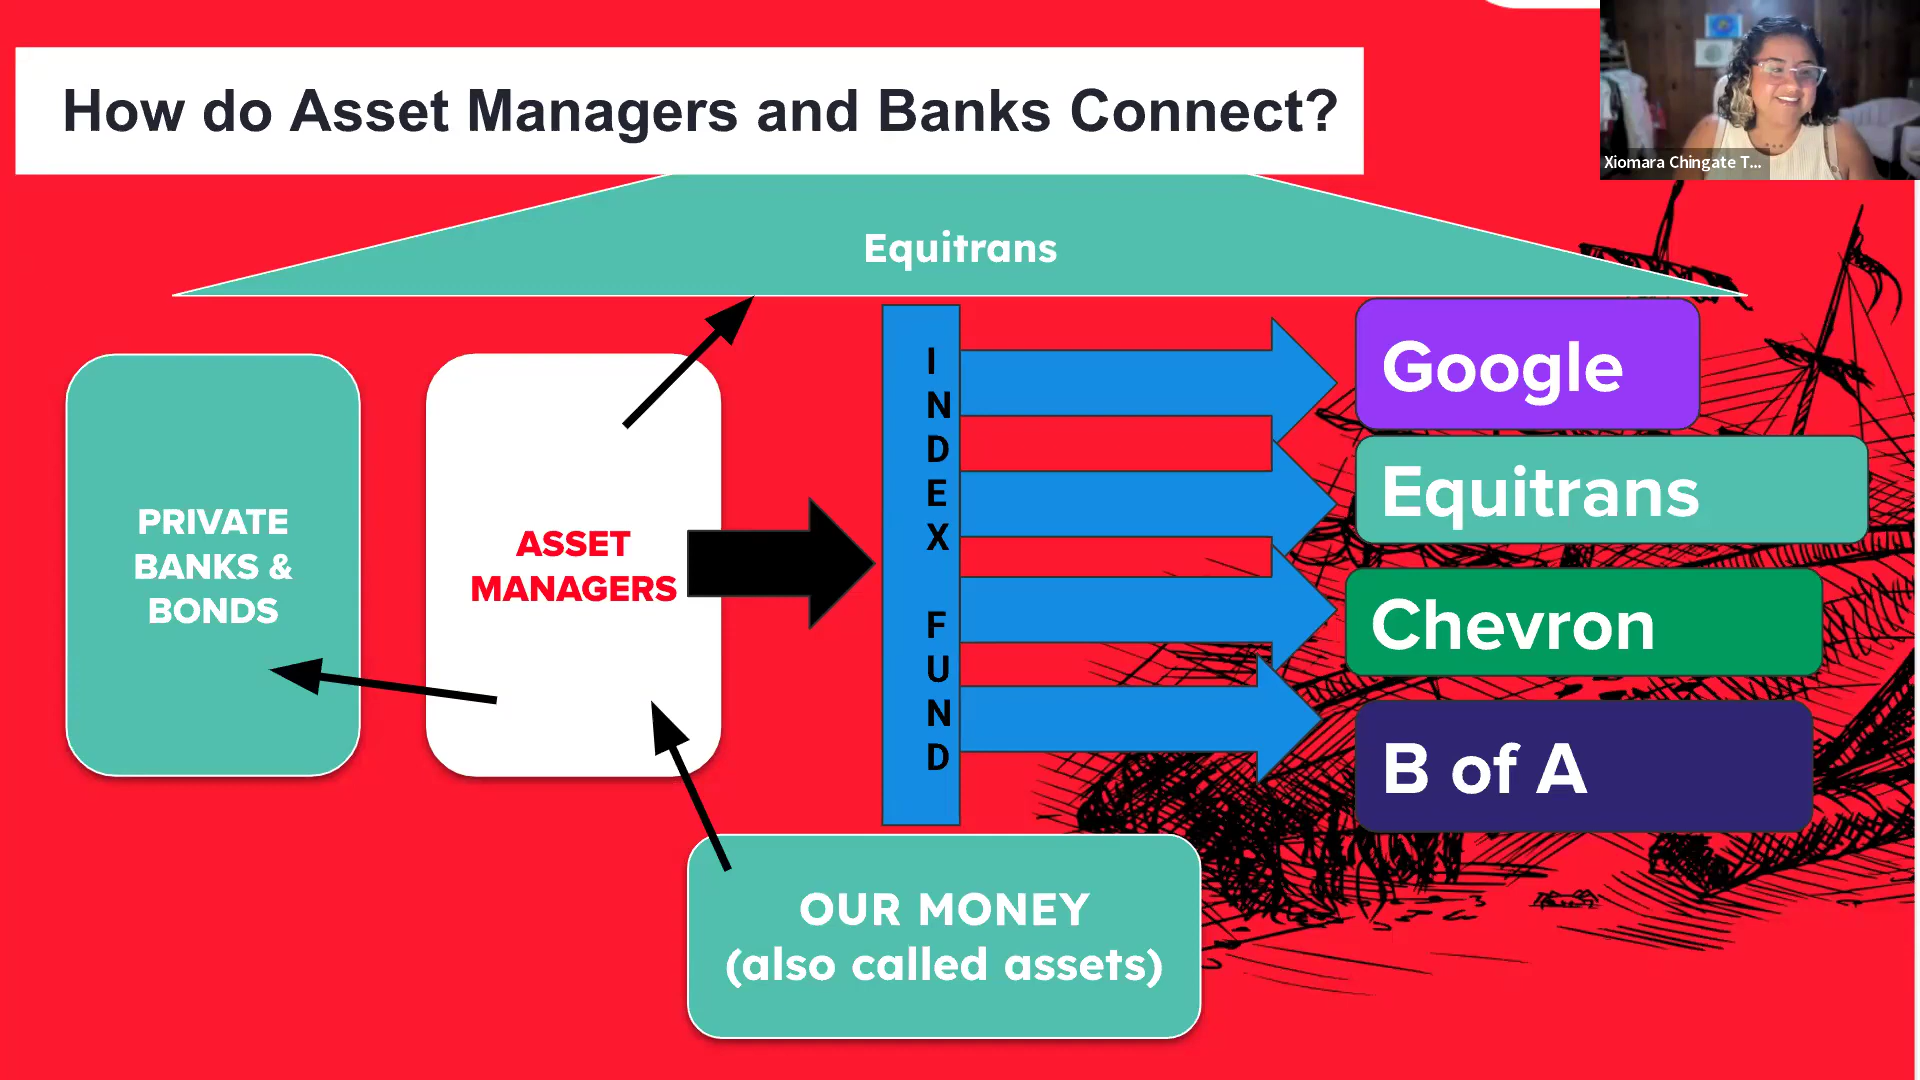 How do Asset Managers and Banks Connect?
Xiomara Chingate T...
Equitrans
PRIVATE
BANKS &
BONDS
ASSET
MANAGERS
I
N
D
E
X
F
U
N
D
Google
Equitrans
Chevron
B of A
OUR MONEY
(also called assets)